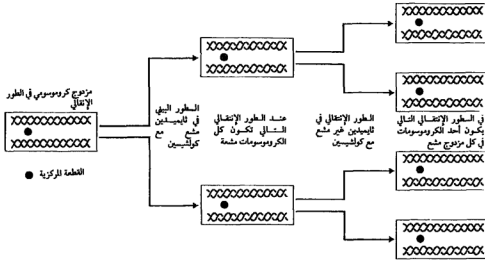 مزدوج كروموسومي في الطور
الإنقالي
القطعة المركزية
الطور البيني
في ثايميدين
مشع مع
كولشيسين
عند الطور الإنتقالي
التالي تكون كل
الكروموسومات مشعة
الطور الإنتقالي في
ثايميدين غير مشع
مع كولشيسين
في الطور الإنتقالي التالي
يكون أحد الكروموسومات
في كل مزدوج مشع